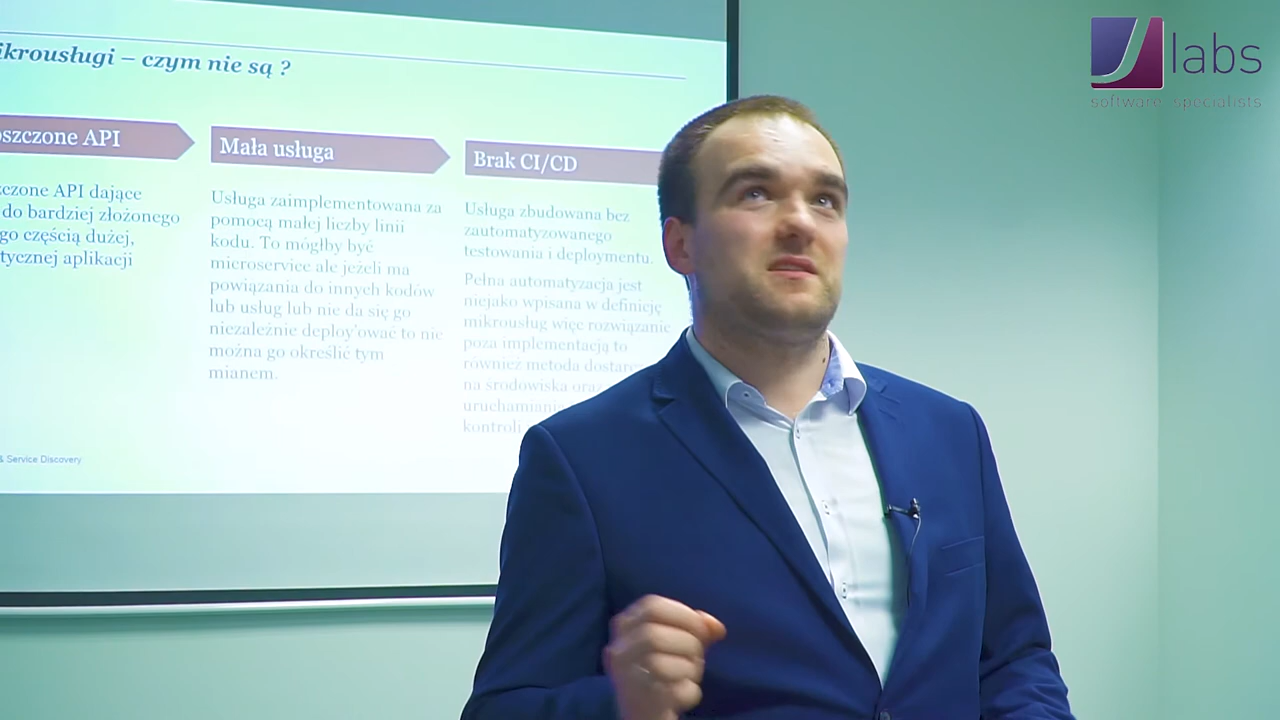 ikrousługi – czym nie są ?
oszczone API
zczone API dające
do bardziej złożonego
go częścią dużej,
tycznej aplikacji
Mała usługa
Usługa zaimplementowana za
pomocą małej liczby linii
kodu. To mógłby być
microservice ale jeżeli ma
powiązania do innych kodów
lub usług lub nie da się go
niezależnie deploy'ować to nie
można go określić tym
mianem.
Brak CI/CD
Usługa zbudowana bez
zautomatyzowanego
testowania i deploymentu.
Pełna automatyzacja jest
niejako wpisana w definicję
mikrousług więc rozwiązanie
poza implementacją to
również metoda dostarc
na środowiska oraz
uruchamiania
kontroli
& Service Discovery
labs
software specialists